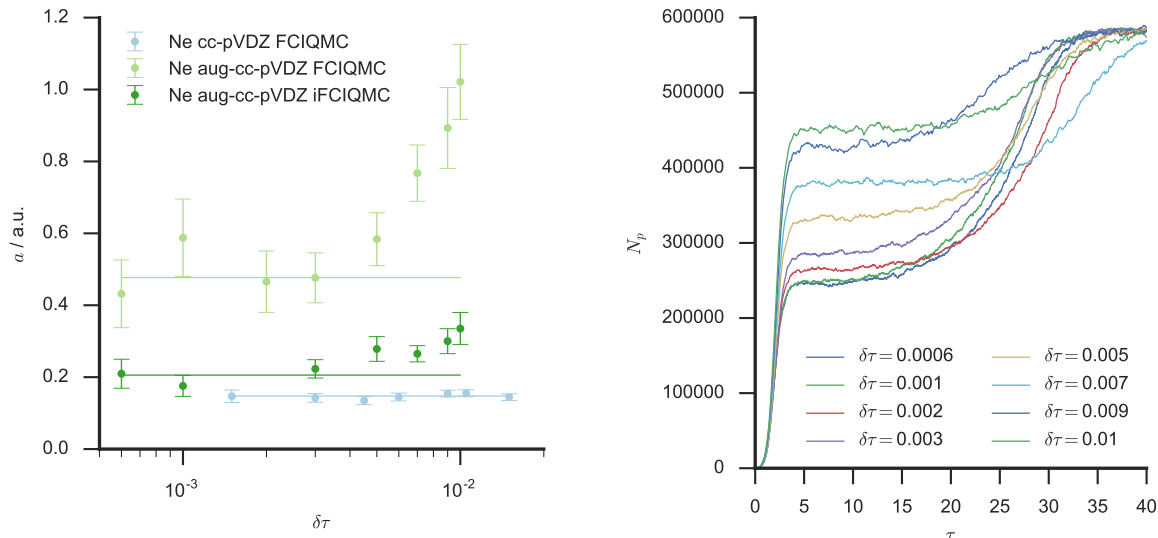 1.2
1.0
0.8
0.6
0.4
0.2
0.0
a / a.u.
Ne cc-pVDZ FCIQMC
Ne aug-cc-pVDZ FCIQMC
Ne aug-cc-pVDZ iFCIQMC
10⁻³
10⁻²
δτ
600000
500000
400000
300000
200000
100000
0
Nₚ
δτ = 0.0006
δτ = 0.001
δτ = 0.002
δτ = 0.003
δτ = 0.005
δτ = 0.007
δτ = 0.009
δτ = 0.01
0 5 10 15 20 25 30 35 40
τ